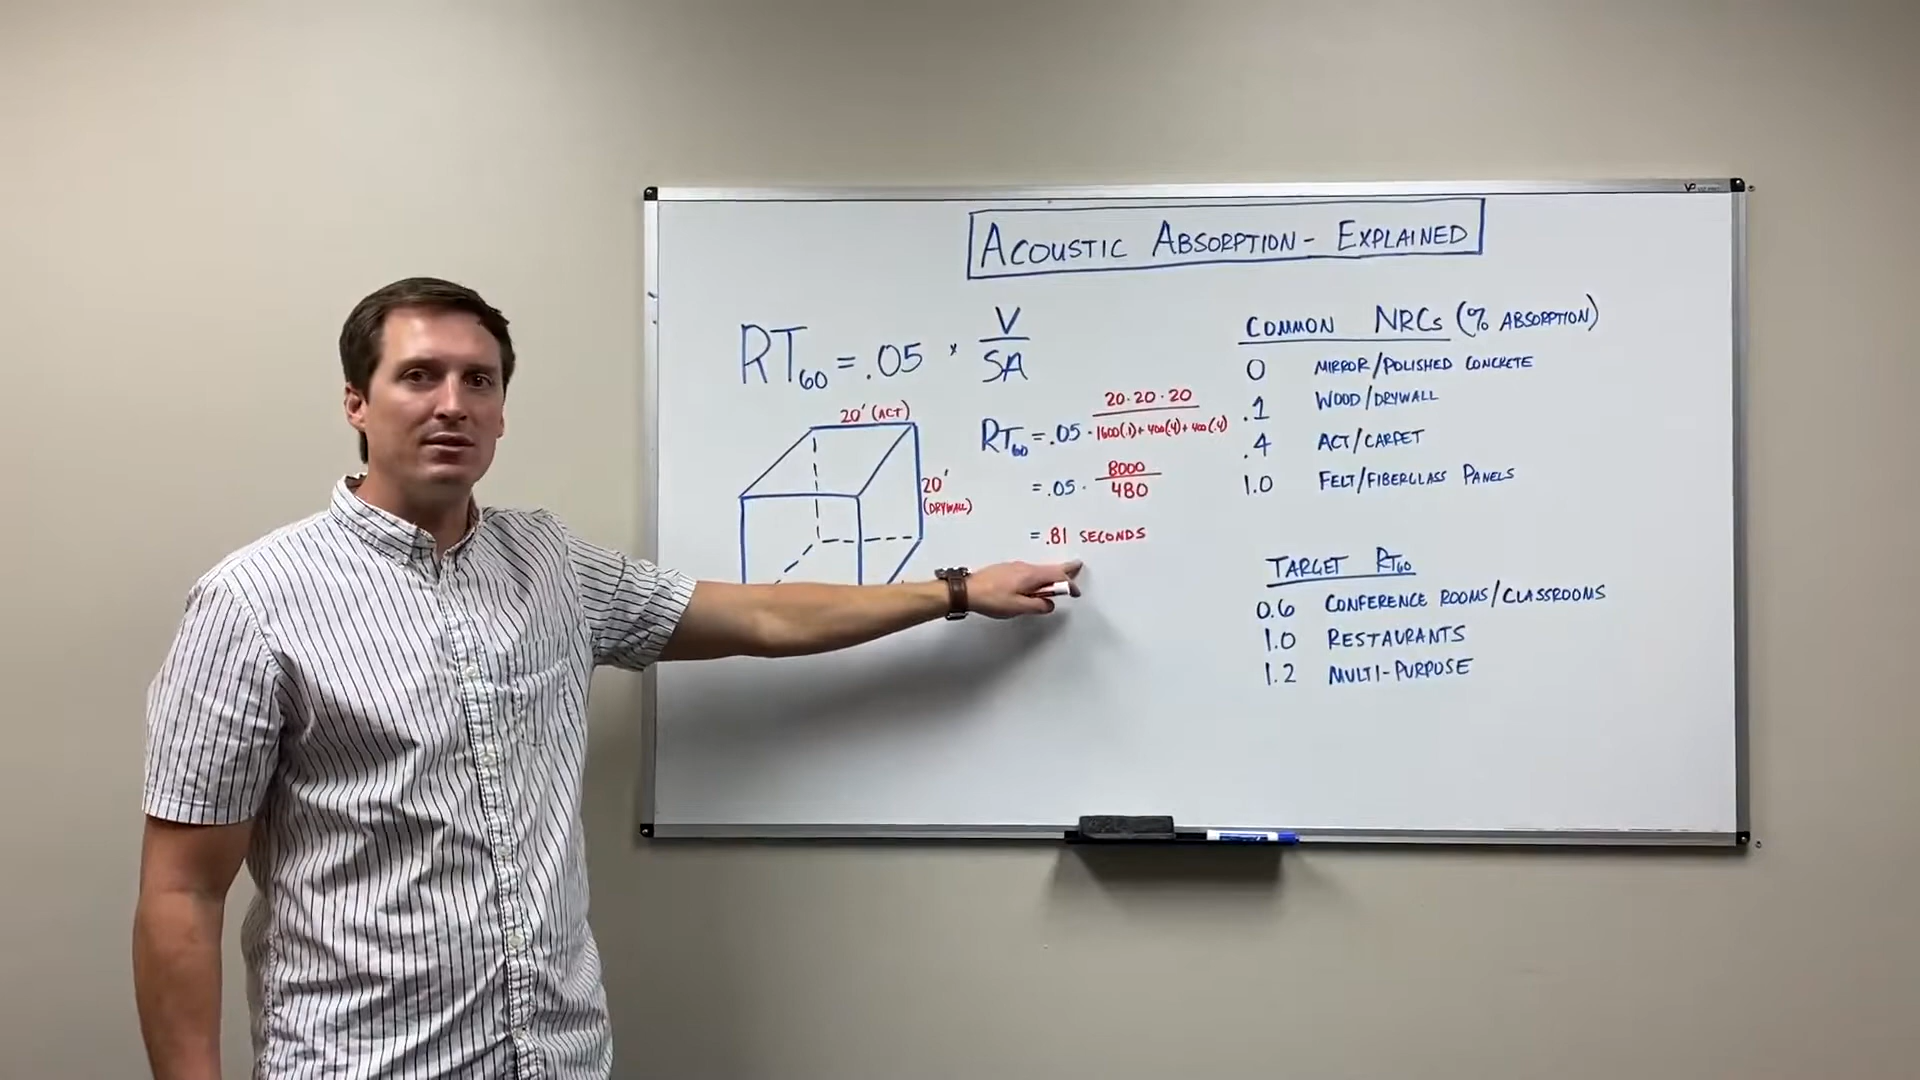 ACOUSTIC ABSORPTION - EXPLAINED
RT60 = .05 × V/SA
20' (ACT)
20'
(DRYWALL)
RT60 = .05 · 20·20·20 / 1600(.1) + 400(.4) + 400(.4)
= .05 · 8000/480
= .81 SECONDS
COMMON NRCs (% ABSORPTION)
0 MIRROR/POLISHED CONCRETE
.1 WOOD/DRYWALL
.4 ACT/CARPET
1.0 FELT/FIBERGLASS PANELS
TARGET RT60
0.6 CONFERENCE ROOMS/CLASSROOMS
1.0 RESTAURANTS
1.2 MULTI-PURPOSE